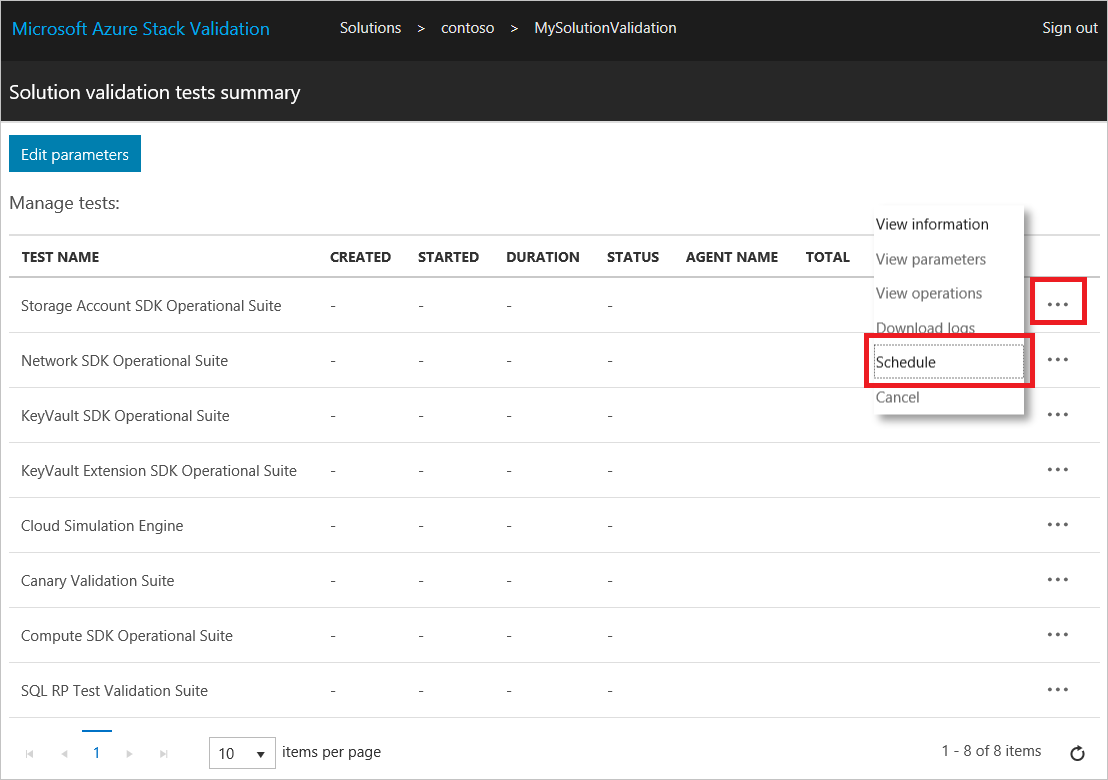 Microsoft Azure Stack Validation Solutions > contoso > MySolutionValidation Sign out
Solution validation tests summary
Edit parameters
Manage tests:
TEST NAME CREATED STARTED DURATION STATUS AGENT NAME TOTAL
View information
View parameters
View operations
Download logs
Schedule
Cancel
Storage Account SDK Operational Suite - - - - ...
Network SDK Operational Suite - - - - ...
KeyVault SDK Operational Suite - - - - ...
KeyVault Extension SDK Operational Suite - - - - ...
Cloud Simulation Engine - - - - ...
Canary Validation Suite - - - - ...
Compute SDK Operational Suite - - - - ...
SQL RP Test Validation Suite - - - - ...
1 10 items per page 1 - 8 of 8 items